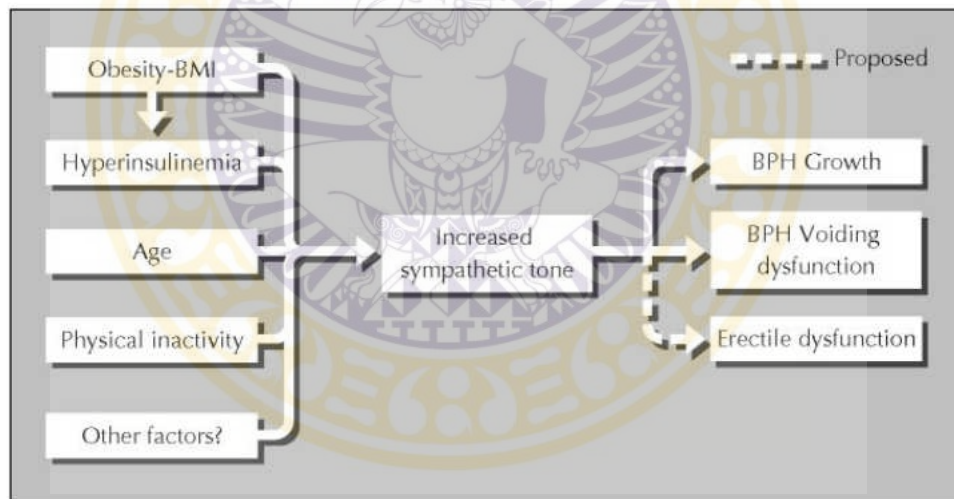 Obesity-BMI
Hyperinsulinemia
Age
Physical inactivity
Other factors?
Increased
sympathetic tone
Proposed
BPH Growth
BPH Voiding
dysfunction
Erectile dysfunction